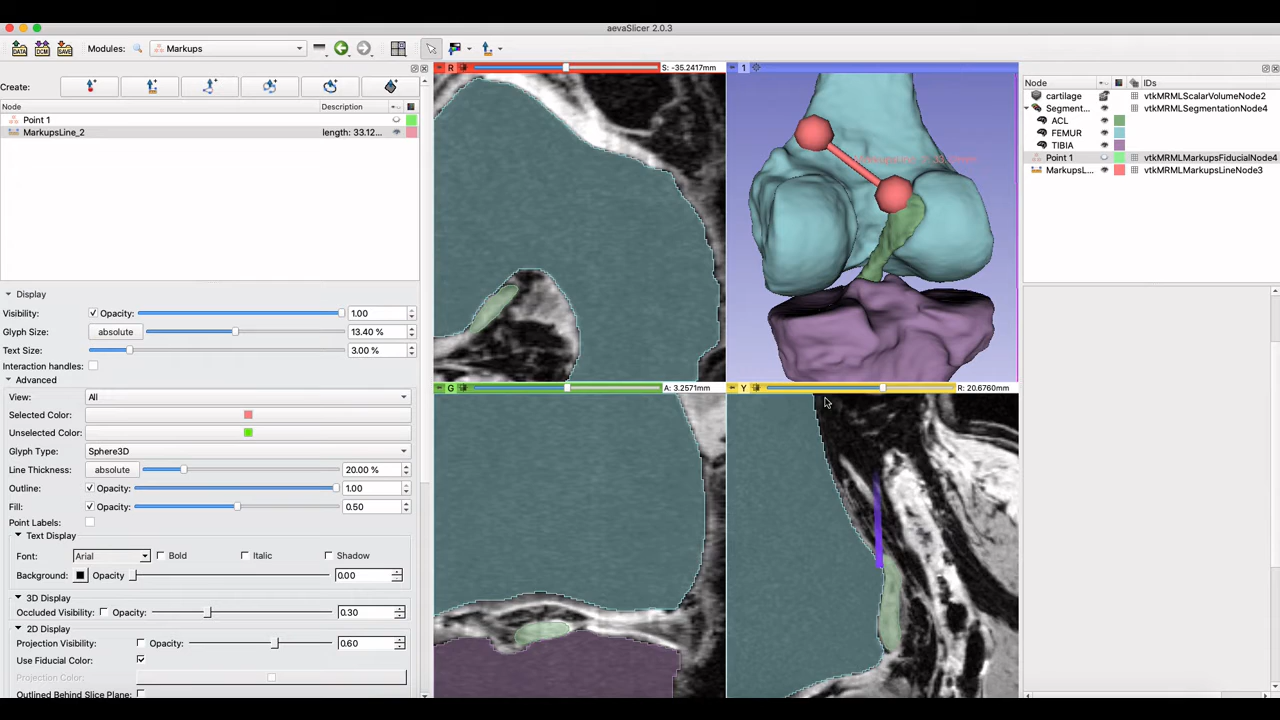 aevaSlicer 2.0.3
DATA DCM SAVE Modules: Markups
Create:
Node Description
Point 1
MarkupsLine_2 length: 33.12...
Display
Visibility: Opacity: 1.00
Glyph Size: absolute 13.40 %
Text Size: 3.00 %
Interaction handles:
Advanced
View: All
Selected Color:
Unselected Color:
Glyph Type: Sphere3D
Line Thickness: absolute 20.00 %
Outline: Opacity: 1.00
Fill: Opacity: 0.50
Point Labels:
Text Display
Font: Arial Bold Italic Shadow
Background: Opacity 0.00
3D Display
Occluded Visibility: Opacity: 0.30
2D Display
Projection Visibility: Opacity: 0.60
Use Fiducial Color:
Projection Color:
Outlined Behind Slice Plane:
R S: -35.2417mm
1
G A: 3.2571mm
Y R: 20.6760mm
Node IDs
cartilage vtkMRMLScalarVolumeNode2
Segment... vtkMRMLSegmentationNode4
ACL
FEMUR
TIBIA
Point 1 vtkMRMLMarkupsFiducialNode4
MarkupsL... vtkMRMLMarkupsLineNode3